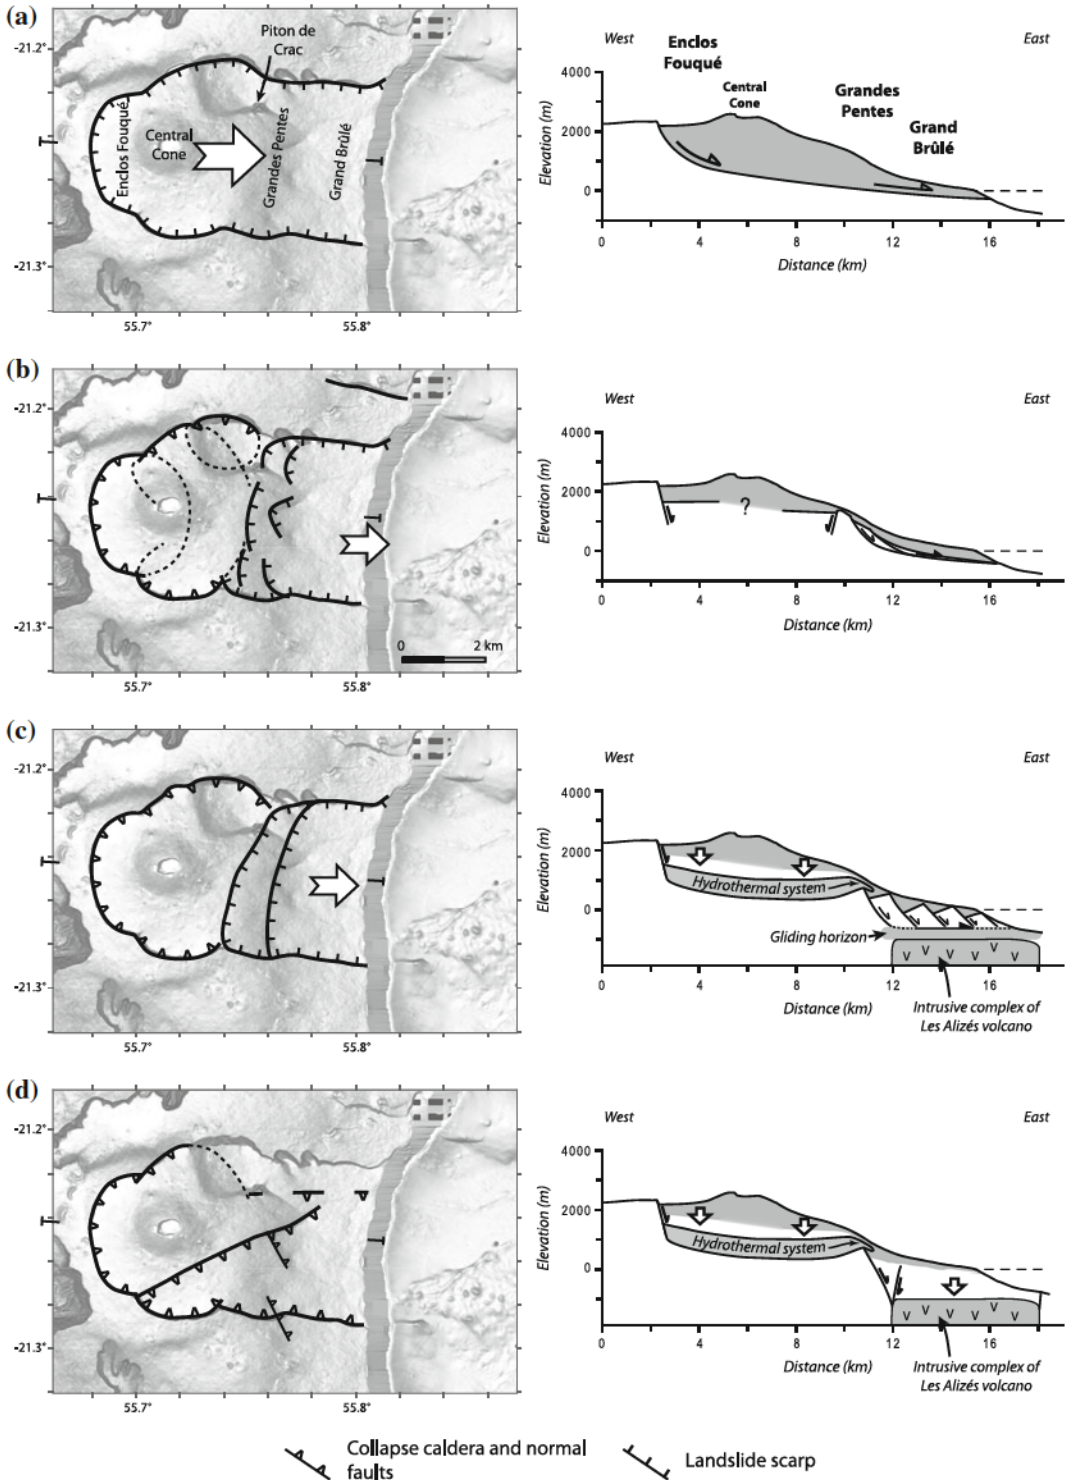 (a)
-21.2°
-21.3°
55.7°
55.8°
Piton de
Crac
Enclos Fouqué
Central
Cone
Grandes Pentes
Grand Brûlé
West
East
Enclos
Fouqué
Central
Cone
Grandes
Pentes
Grand
Brûlé
Elevation (m)
4000
2000
0
0
4
8
12
16
Distance (km)
(b)
-21.2°
-21.3°
55.7°
55.8°
0
2 km
West
East
Elevation (m)
4000
2000
0
?
0
4
8
12
16
Distance (km)
(c)
-21.2°
-21.3°
55.7°
55.8°
West
East
Elevation (m)
4000
2000
0
Hydrothermal system
Gliding horizon
V V V V V V
0
4
8
12
16
Distance (km)
Intrusive complex of
Les Alizés volcano
(d)
-21.2°
-21.3°
55.7°
55.8°
West
East
Elevation (m)
4000
2000
0
Hydrothermal system
V V V V V V
0
4
8
12
16
Distance (km)
Intrusive complex of
Les Alizés volcano
Collapse caldera and normal
faults
Landslide scarp